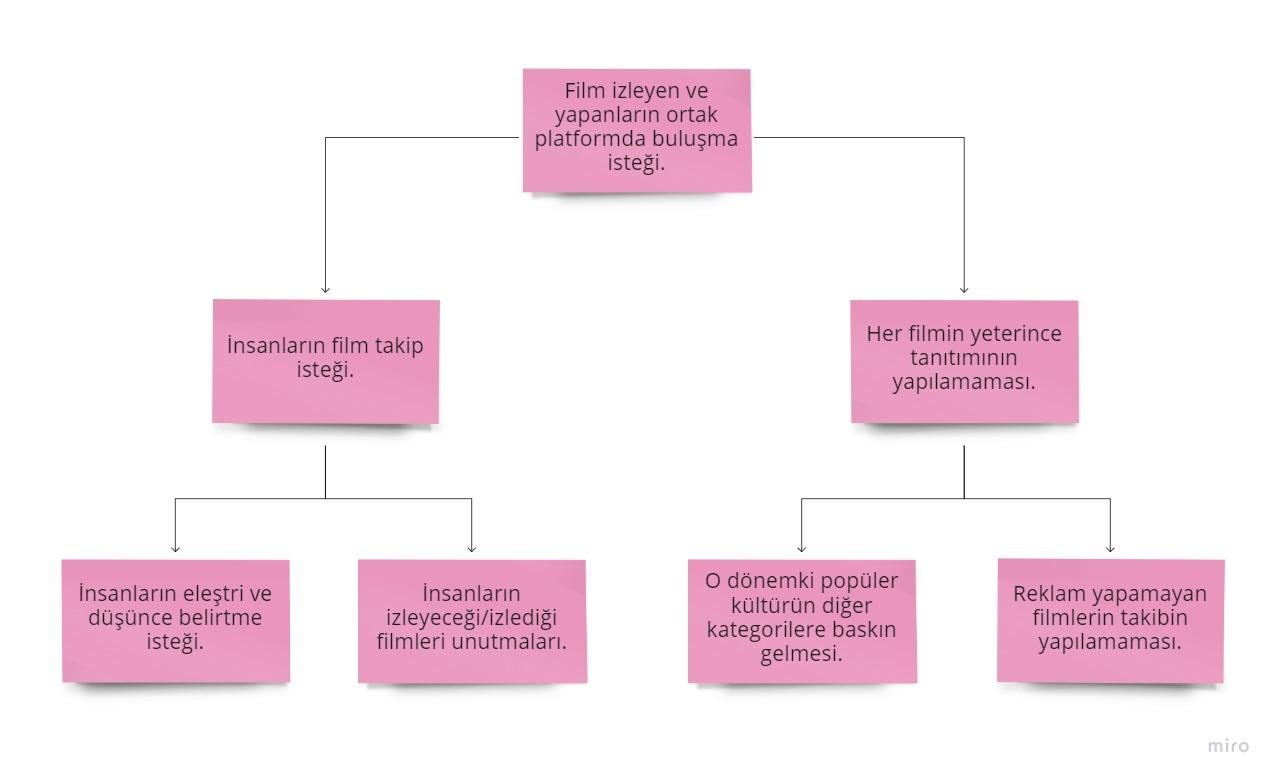 Film izleyen ve
yapanların ortak
platformda buluşma
isteği.
İnsanların film takip
isteği.
Her filmin yeterince
tanıtımının
yapılamaması.
İnsanların eleştri ve
düşünce belirtme
isteği.
İnsanların
izleyeceği/izlediği
filmleri unutmaları.
O dönemki popüler
kültürün diğer
kategorilere baskın
gelmesi.
Reklam yapamayan
filmlerin takibin
yapılamaması.
miro